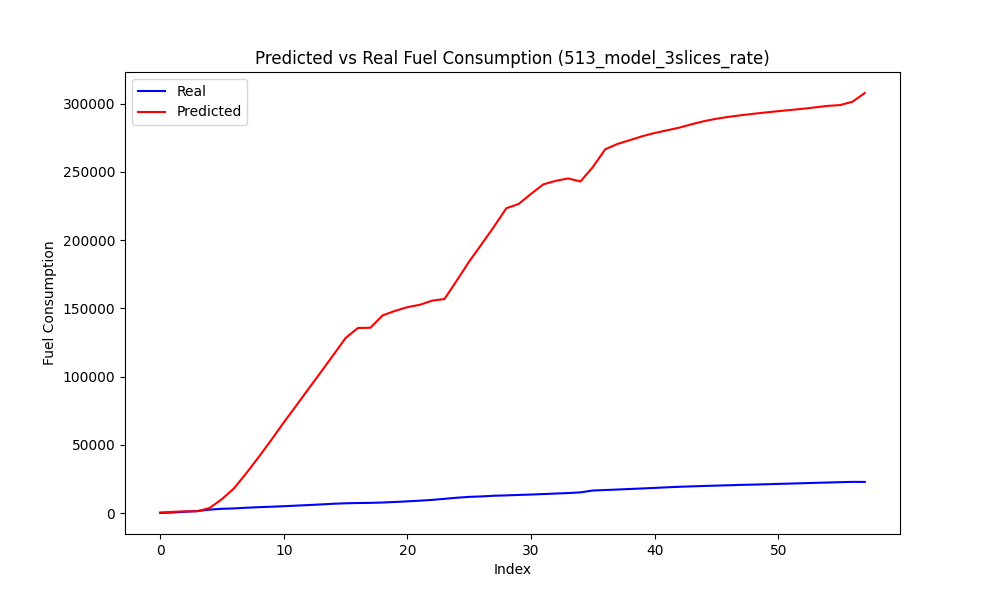 Predicted vs Real Fuel Consumption (513_model_3slices_rate)
Real
Predicted
300000
250000
200000
150000
100000
50000
0
Fuel Consumption
0 10 20 30 40 50
Index